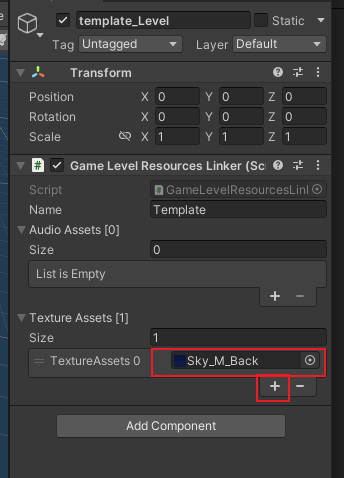 template_Level Static
Tag Untagged Layer Default
Transform
Position X 0 Y 0 Z 0
Rotation X 0 Y 0 Z 0
Scale X 1 Y 1 Z 1
# Game Level Resources Linker (Sc
Script # GameLevelResourcesLinl
Name Template
Audio Assets [0]
Size 0
List is Empty
+ −
Texture Assets [1]
Size 1
= TextureAssets 0 Sky_M_Back
+ −
Add Component